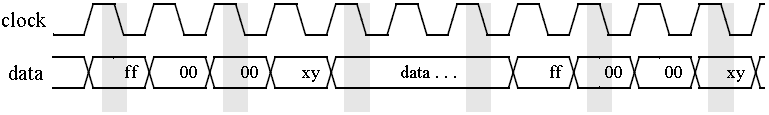 clock
data ff 00 00 xy data . . . ff 00 00 xy